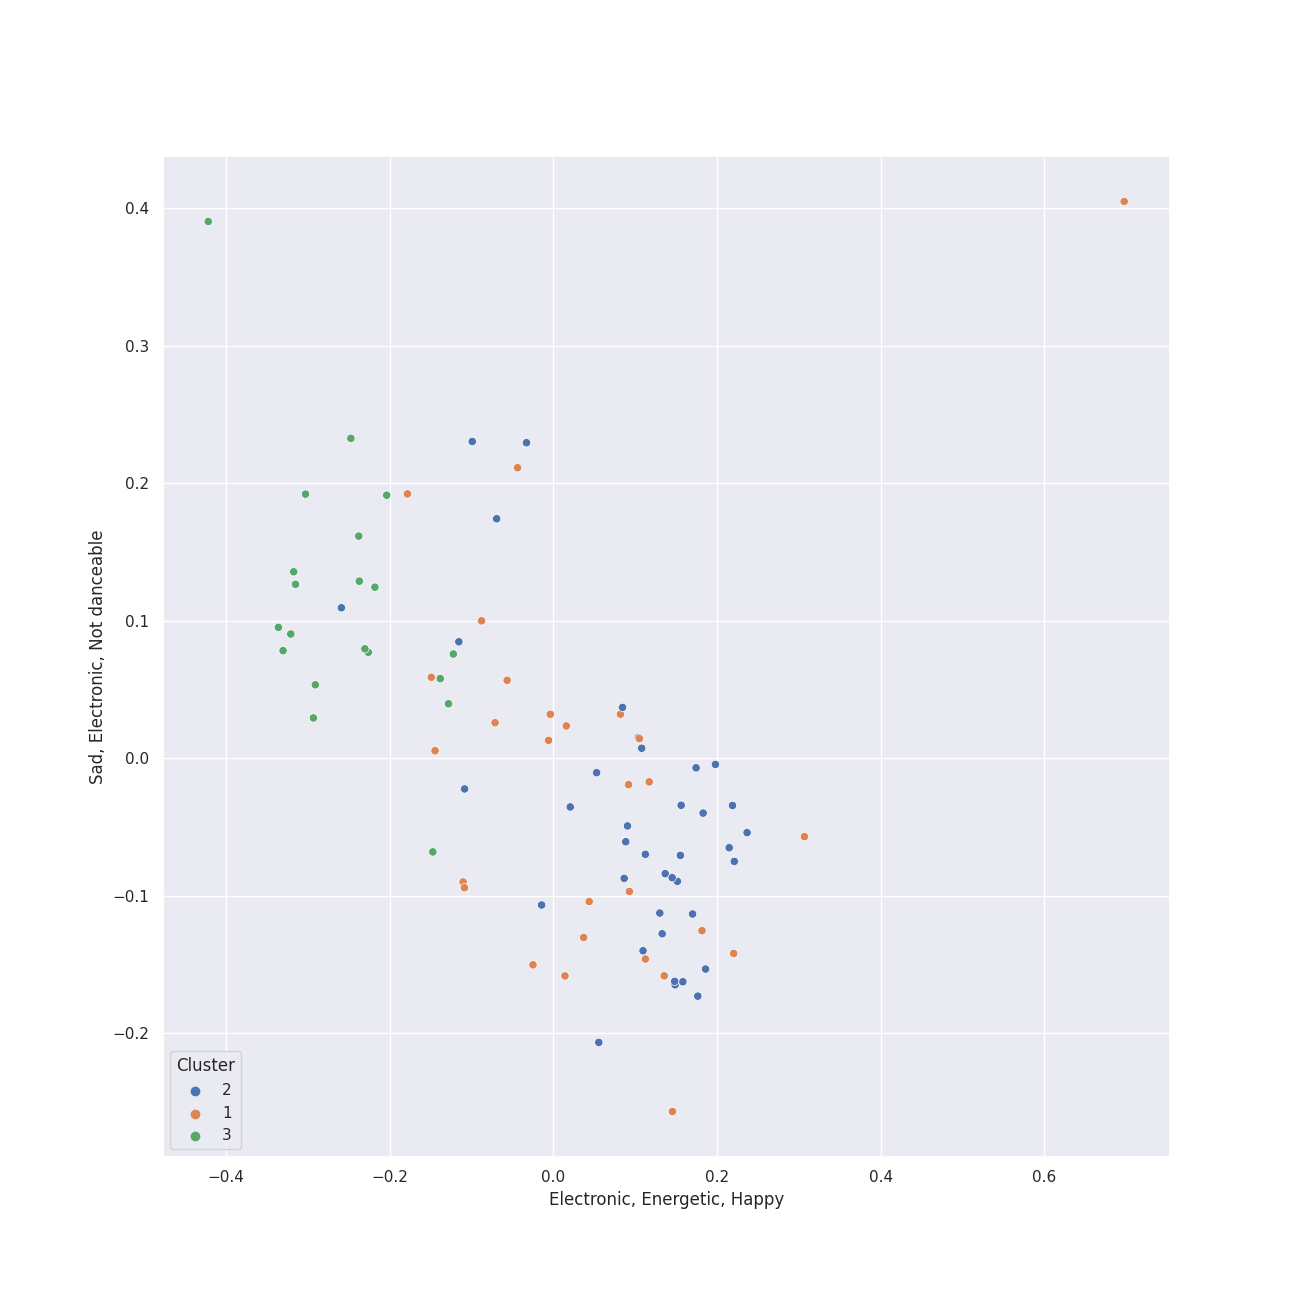 0.4
0.3
0.2
0.1
0.0
−0.1
−0.2
Sad, Electronic, Not danceable
Cluster
2
1
3
−0.4 −0.2 0.0 0.2 0.4 0.6
Electronic, Energetic, Happy